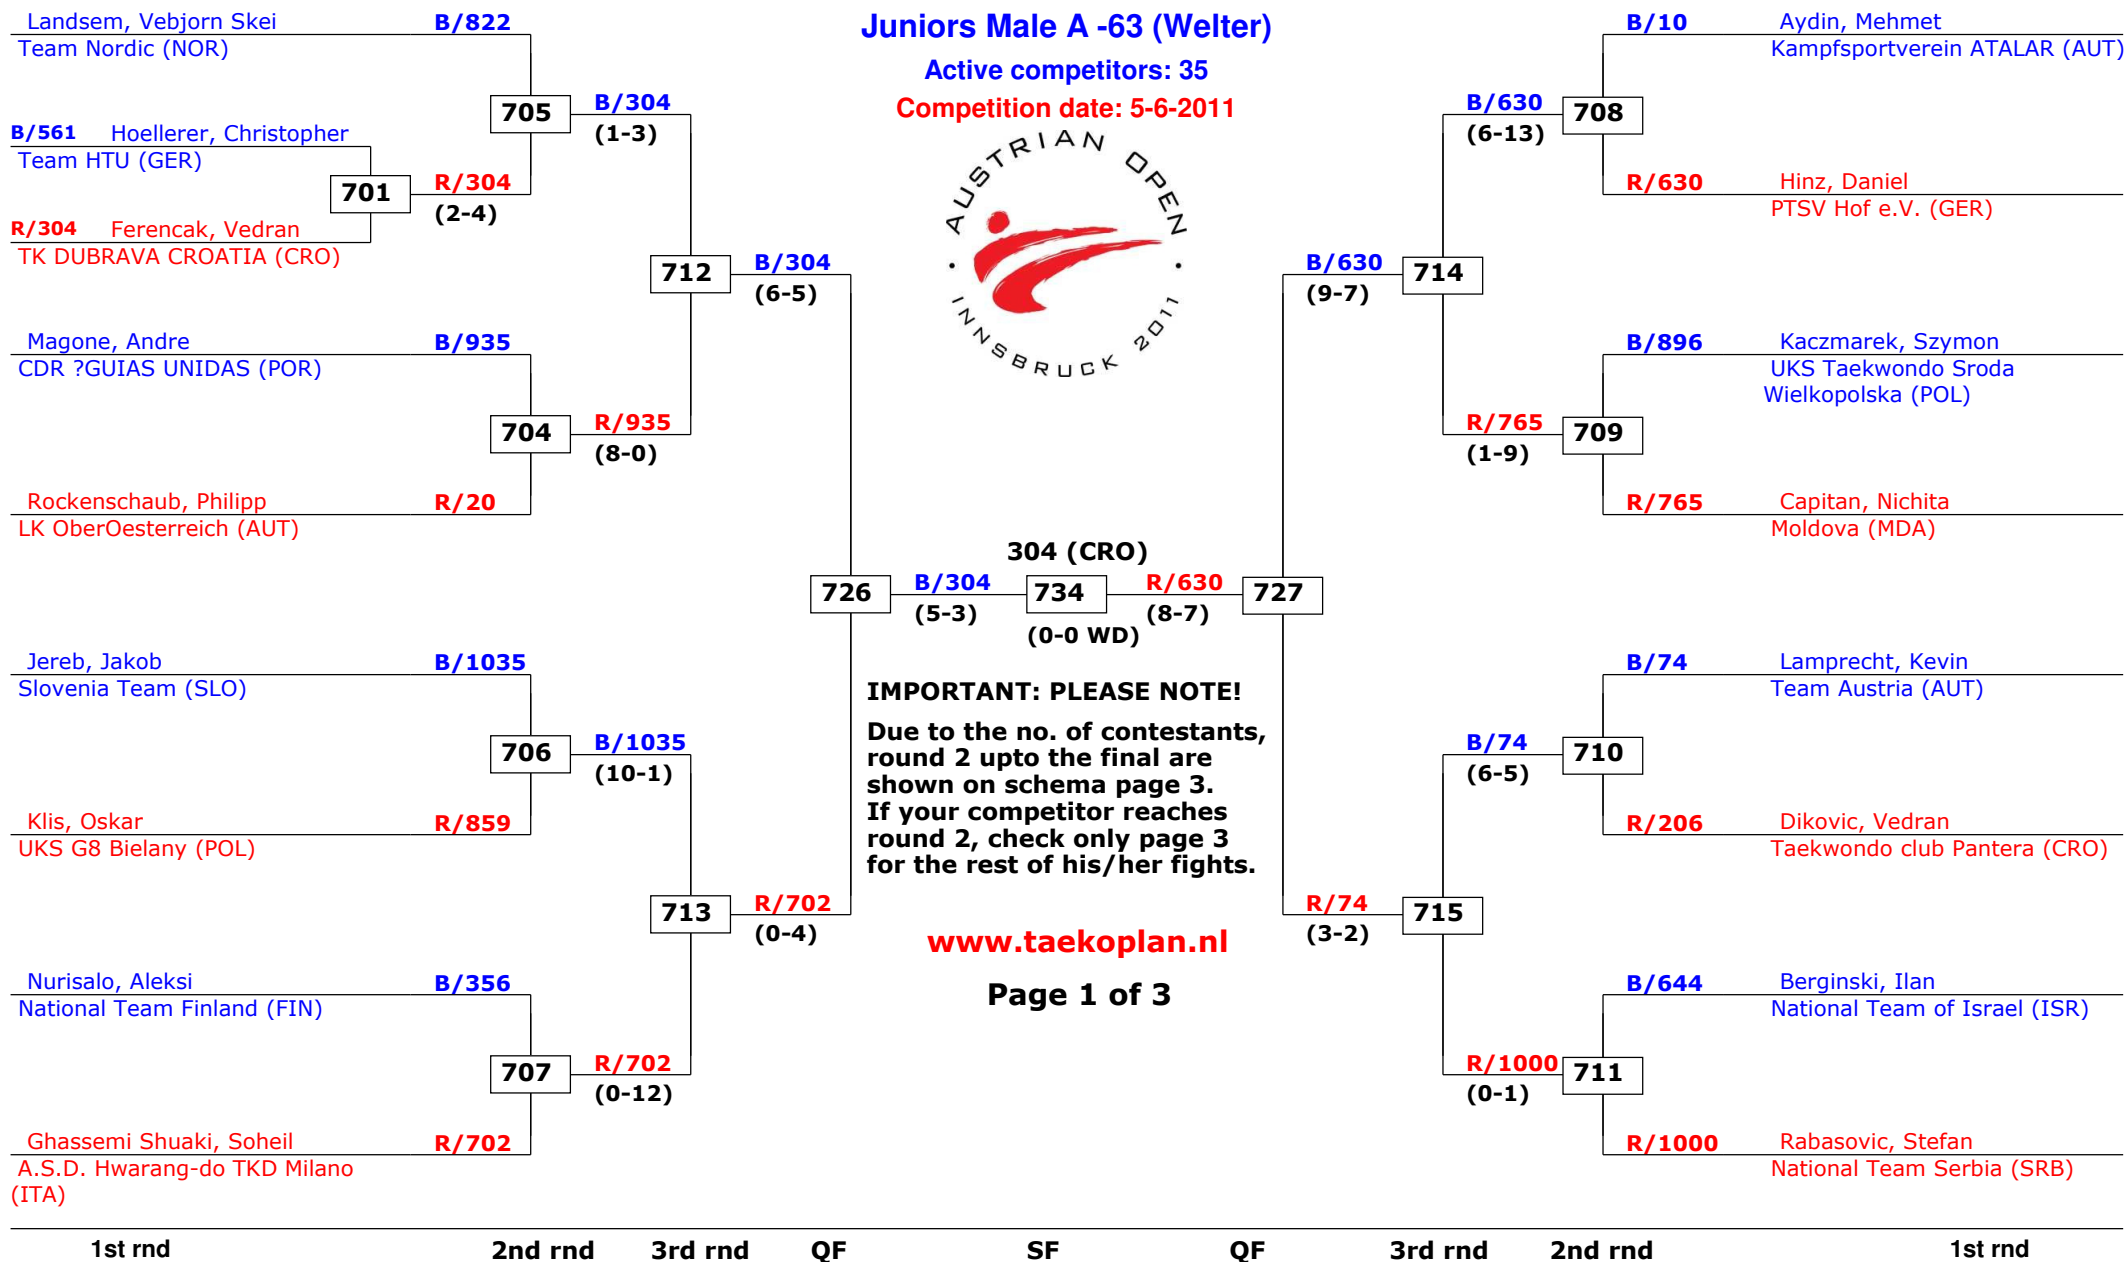 Juniors Male A -63 (Welter)
Active competitors: 35
Competition date: 5-6-2011
AUSTRIAN OPEN
· INNSBRUCK 2011 ·
Landsem, Vebjorn Skei B/822
Team Nordic (NOR)
705
B/304
(1-3)
B/561 Hoellerer, Christopher
Team HTU (GER)
701
R/304
(2-4)
R/304 Ferencak, Vedran
TK DUBRAVA CROATIA (CRO)
712
B/304
(6-5)
Magone, Andre B/935
CDR ?GUIAS UNIDAS (POR)
704
R/935
(8-0)
Rockenschaub, Philipp R/20
LK OberOesterreich (AUT)
726
B/304
(5-3)
304 (CRO)
734
(0-0 WD)
R/630
(8-7)
727
Jereb, Jakob B/1035
Slovenia Team (SLO)
706
B/1035
(10-1)
Klis, Oskar R/859
UKS G8 Bielany (POL)
713
R/702
(0-4)
Nurisalo, Aleksi B/356
National Team Finland (FIN)
707
R/702
(0-12)
Ghassemi Shuaki, Soheil R/702
A.S.D. Hwarang-do TKD Milano
(ITA)
IMPORTANT: PLEASE NOTE!
Due to the no. of contestants,
round 2 upto the final are
shown on schema page 3.
If your competitor reaches
round 2, check only page 3
for the rest of his/her fights.
www.taekoplan.nl
Page 1 of 3
B/10 Aydin, Mehmet
Kampfsportverein ATALAR (AUT)
B/630
(6-13)
708
R/630 Hinz, Daniel
PTSV Hof e.V. (GER)
B/630
(9-7)
714
B/896 Kaczmarek, Szymon
UKS Taekwondo Sroda
Wielkopolska (POL)
R/765
(1-9)
709
R/765 Capitan, Nichita
Moldova (MDA)
B/74 Lamprecht, Kevin
Team Austria (AUT)
B/74
(6-5)
710
R/206 Dikovic, Vedran
Taekwondo club Pantera (CRO)
R/74
(3-2)
715
B/644 Berginski, Ilan
National Team of Israel (ISR)
R/1000
(0-1)
711
R/1000 Rabasovic, Stefan
National Team Serbia (SRB)
1st rnd 2nd rnd 3rd rnd QF SF QF 3rd rnd 2nd rnd 1st rnd